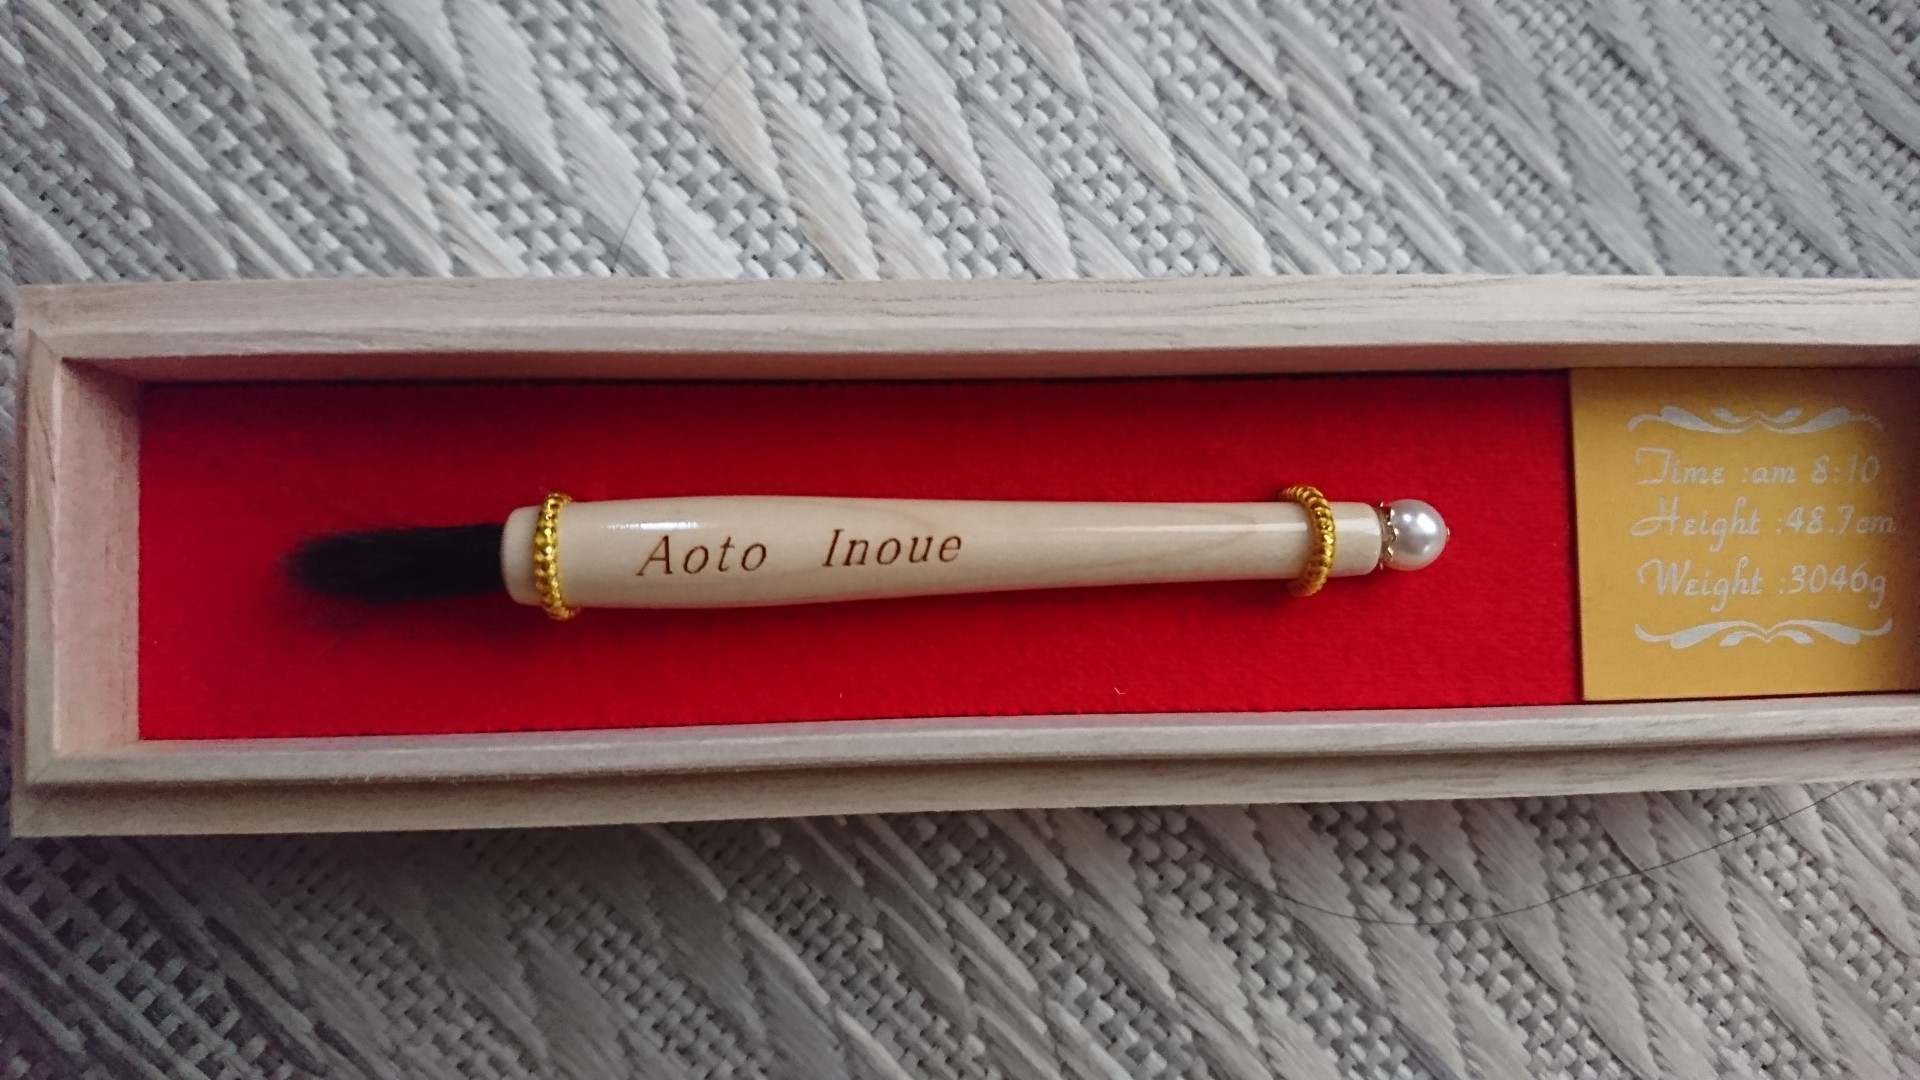 Aoto Inoue
Time :am 8:10
Height :48.7cm
Weight :3046g